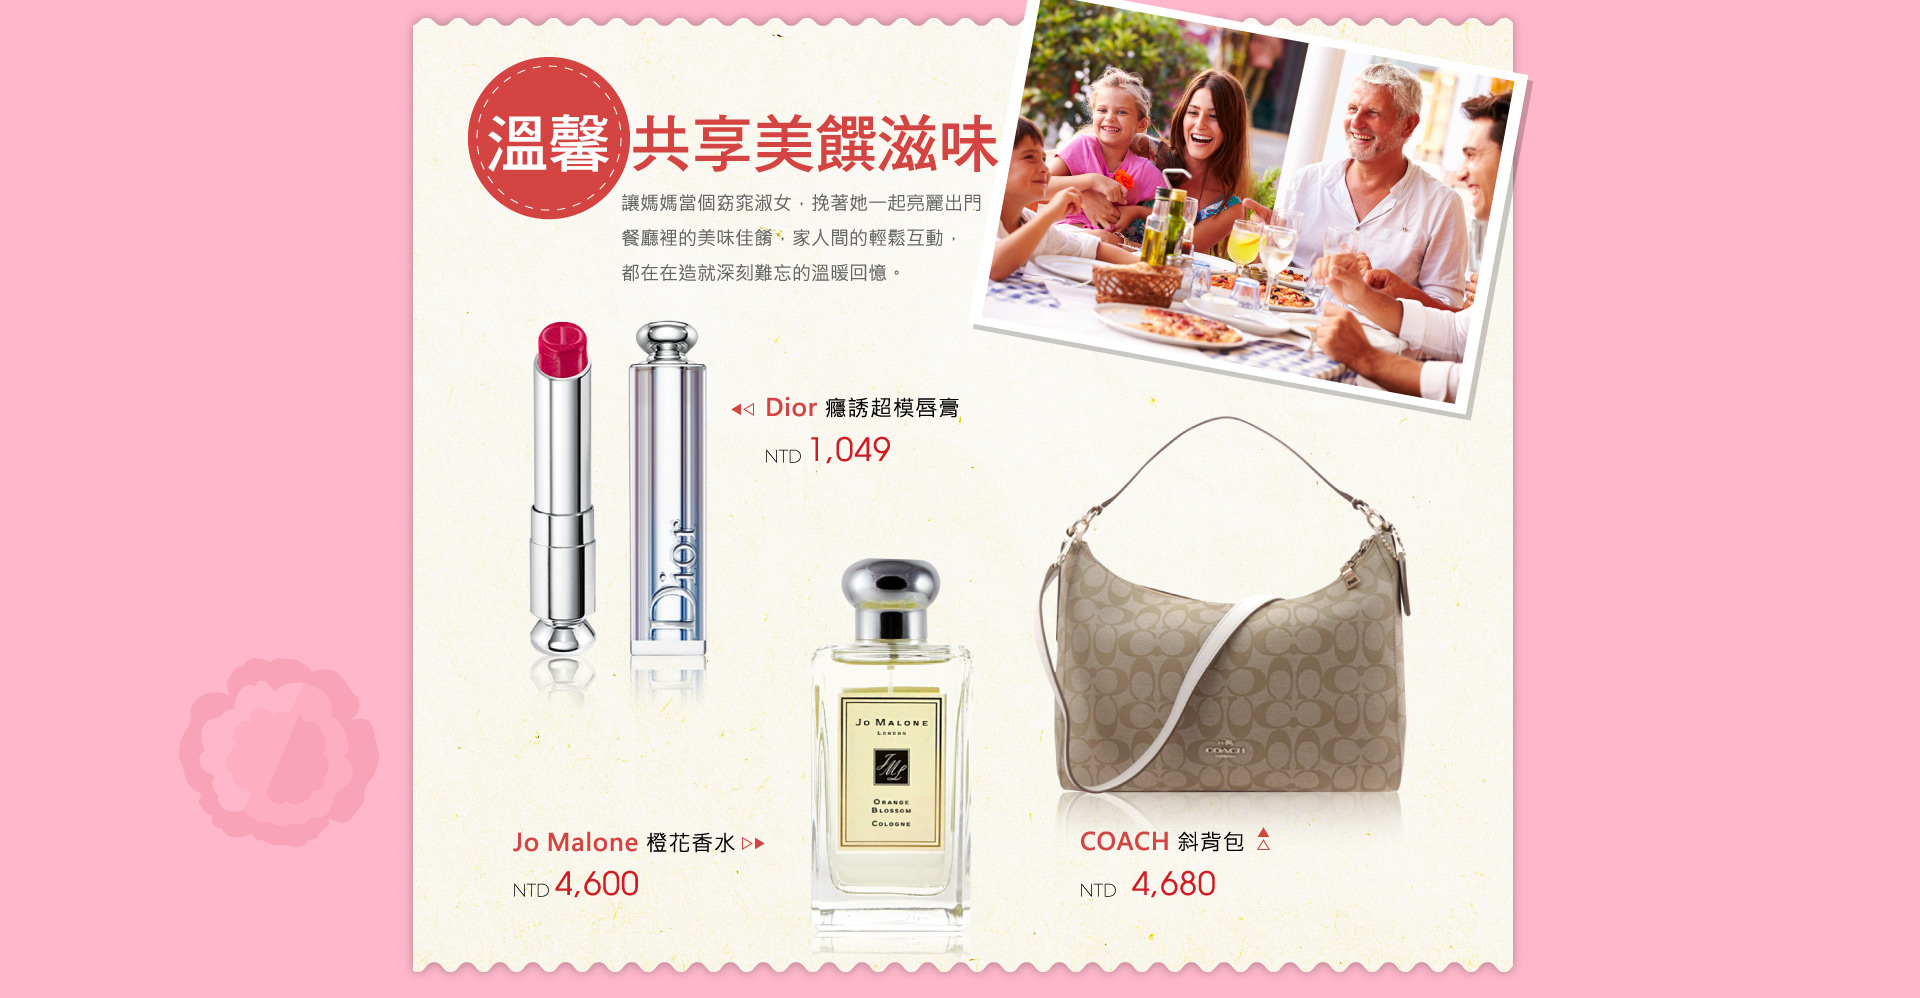 溫馨 共享美饌滋味
讓媽媽當個窈窕淑女，挽著她一起亮麗出門
餐廳裡的美味佳餚，家人間的輕鬆互動，
都在在造就深刻難忘的溫暖回憶。
Dior 癮誘超模唇膏
NTD 1,049
Dior
JO MALONE
LONDON
JML
ORANGE
BLOSSOM
COLOGNE
COACH
Jo Malone 橙花香水
NTD 4,600
COACH 斜背包
NTD 4,680